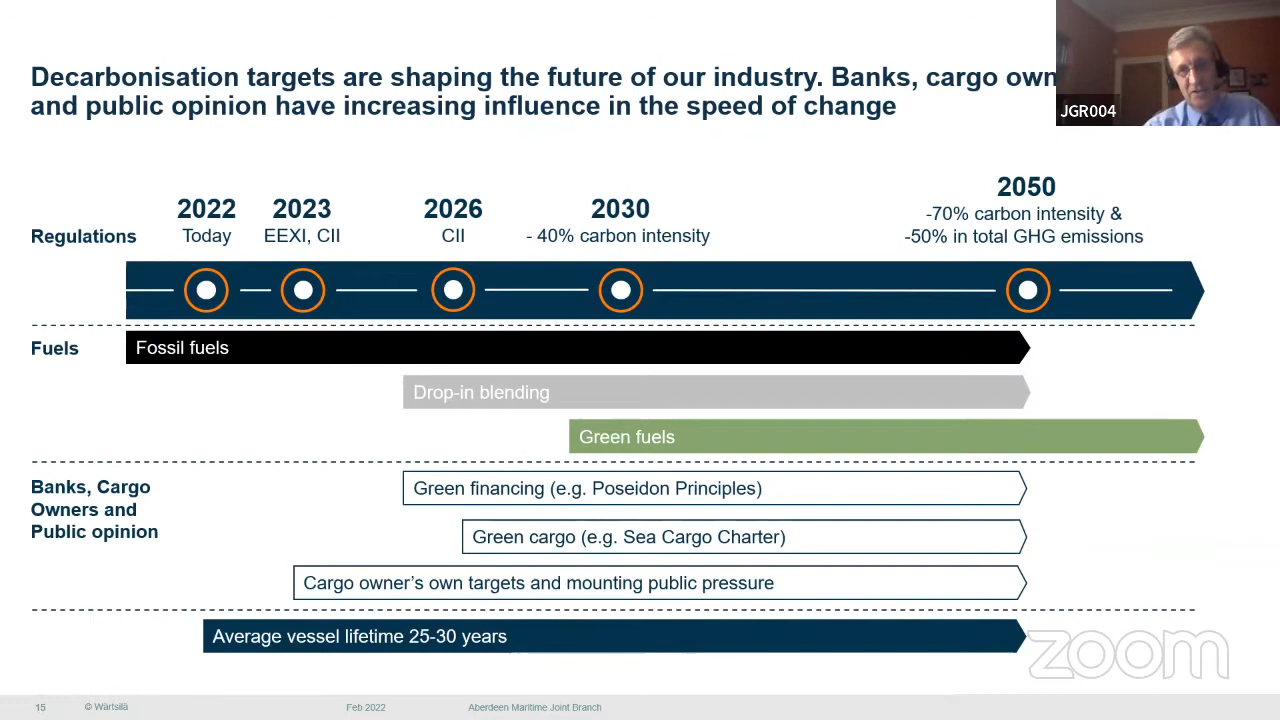 Decarbonisation targets are shaping the future of our industry. Banks, cargo own
and public opinion have increasing influence in the speed of change
JGR004
2022
Today
2023
EEXI, CII
2026
CII
2030
- 40% carbon intensity
2050
-70% carbon intensity &
-50% in total GHG emissions
Regulations
Fuels
Fossil fuels
Drop-in blending
Green fuels
Banks, Cargo
Owners and
Public opinion
Green financing (e.g. Poseidon Principles)
Green cargo (e.g. Sea Cargo Charter)
Cargo owner's own targets and mounting public pressure
Average vessel lifetime 25-30 years
zoom
15
© Wärtsilä
Feb 2022
Aberdeen Maritime Joint Branch